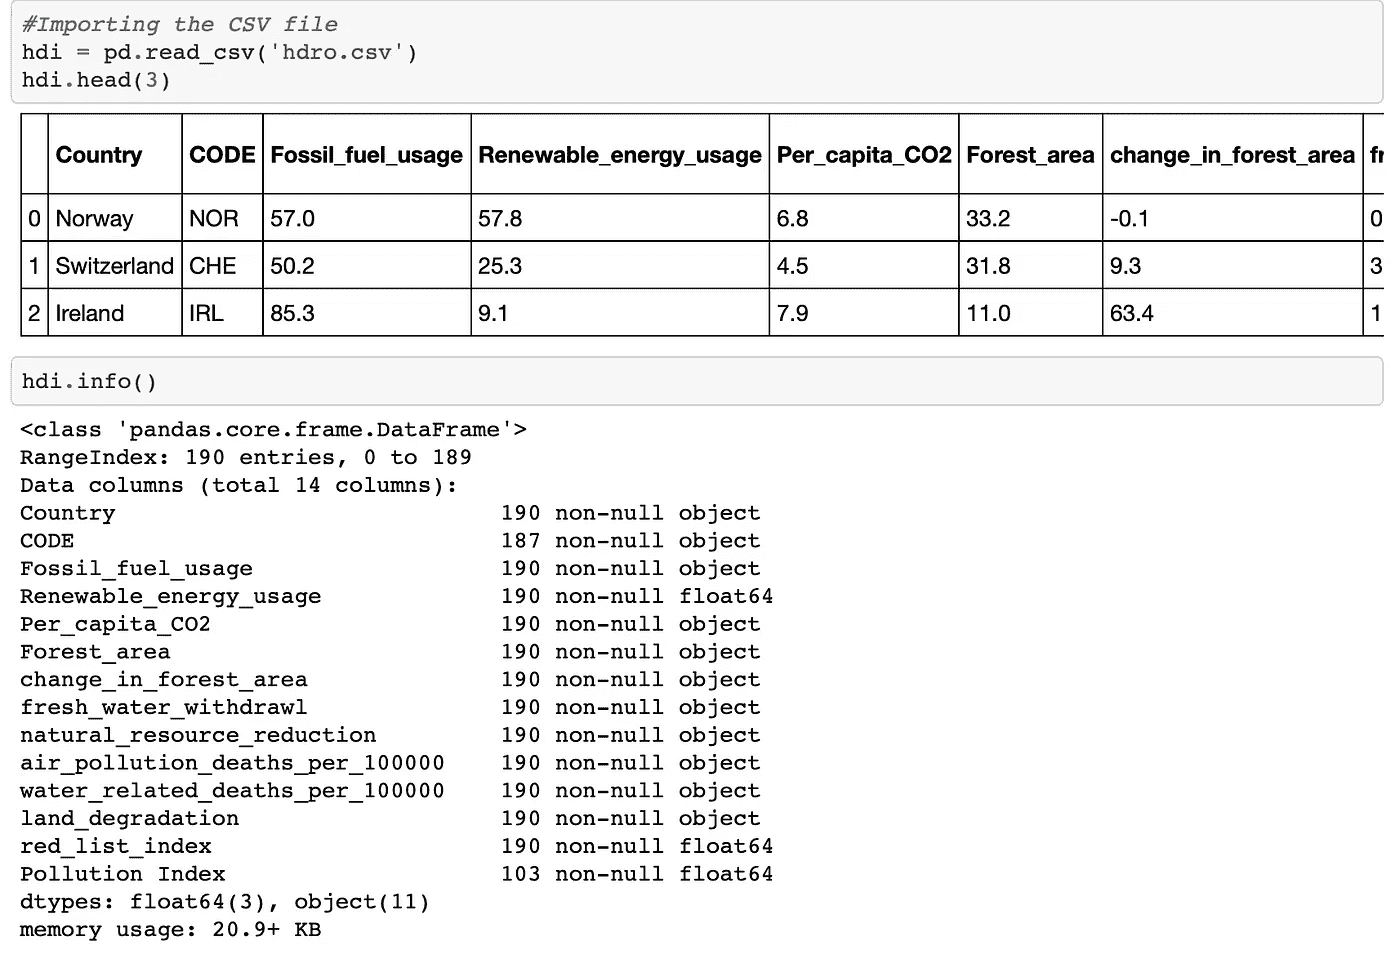 #Importing the CSV file
hdi = pd.read_csv('hdro.csv')
hdi.head(3)
Country CODE Fossil_fuel_usage Renewable_energy_usage Per_capita_CO2 Forest_area change_in_forest_area fr
0 Norway NOR 57.0 57.8 6.8 33.2 -0.1 0
1 Switzerland CHE 50.2 25.3 4.5 31.8 9.3 3
2 Ireland IRL 85.3 9.1 7.9 11.0 63.4 1
hdi.info()
<class 'pandas.core.frame.DataFrame'>
RangeIndex: 190 entries, 0 to 189
Data columns (total 14 columns):
Country 190 non-null object
CODE 187 non-null object
Fossil_fuel_usage 190 non-null object
Renewable_energy_usage 190 non-null float64
Per_capita_CO2 190 non-null object
Forest_area 190 non-null object
change_in_forest_area 190 non-null object
fresh_water_withdrawl 190 non-null object
natural_resource_reduction 190 non-null object
air_pollution_deaths_per_100000 190 non-null object
water_related_deaths_per_100000 190 non-null object
land_degradation 190 non-null object
red_list_index 190 non-null float64
Pollution Index 103 non-null float64
dtypes: float64(3), object(11)
memory usage: 20.9+ KB